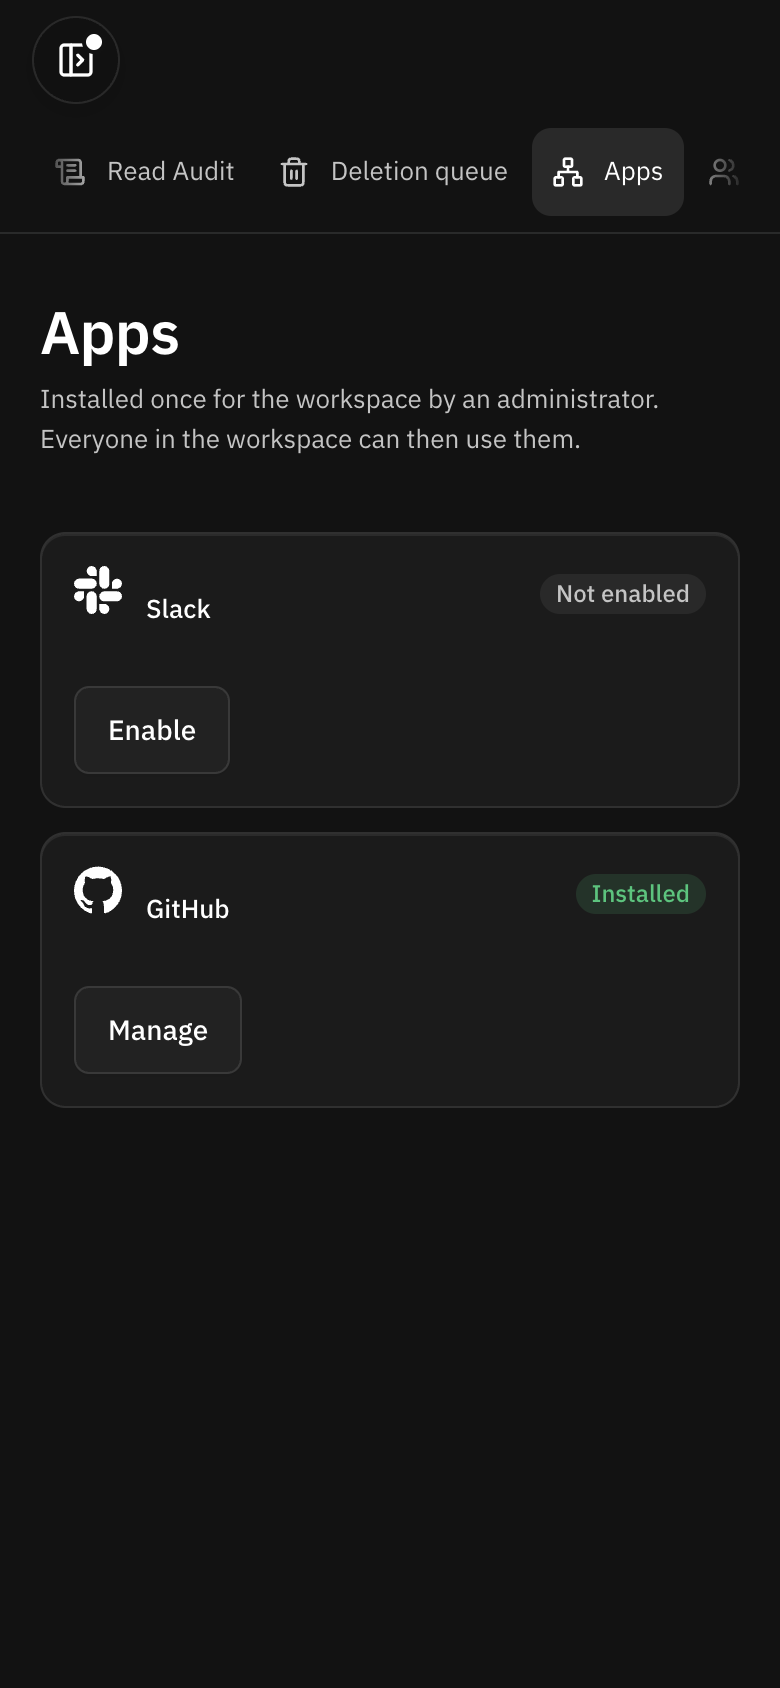 Read Audit
Deletion queue
Apps
Apps
Installed once for the workspace by an administrator.
Everyone in the workspace can then use them.
Slack
Not enabled
Enable
GitHub
Installed
Manage